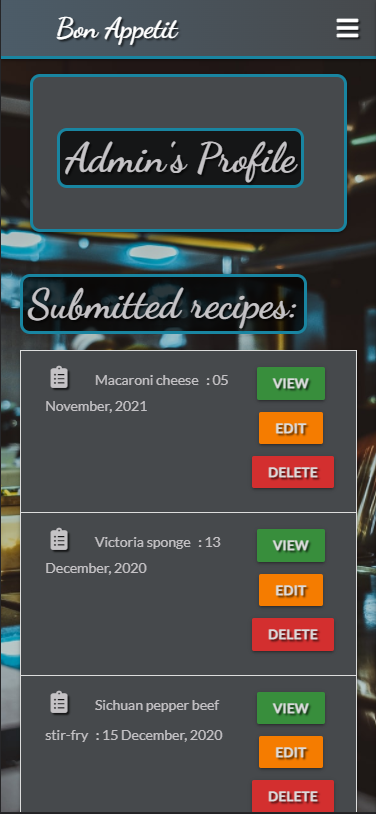 Bon Appetit
Admin's Profile
Submitted recipes:
Macaroni cheese : 05
November, 2021
VIEW
EDIT
DELETE
Victoria sponge : 13
December, 2020
VIEW
EDIT
DELETE
Sichuan pepper beef
stir-fry : 15 December, 2020
VIEW
EDIT
DELETE